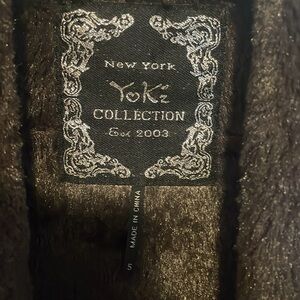 New York
YoKi
COLLECTION
Est 2003
MADE IN CHINA
S